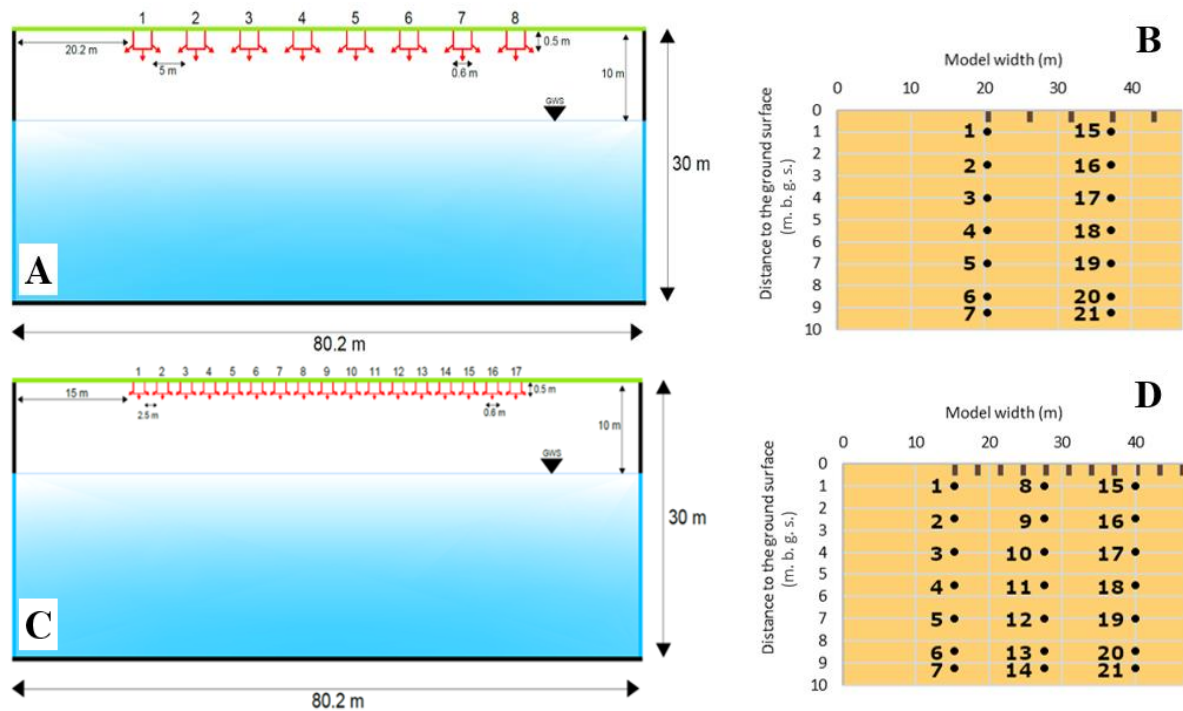 1 2 3 4 5 6 7 8
20.2 m
5 m
0.6 m
0.5 m
10 m
GWS
30 m
A
80.2 m
B
Model width (m)
0 10 20 30 40
Distance to the ground surface
(m. b. g. s.)
0
1
2
3
4
5
6
7
8
9
10
1 15
2 16
3 17
4 18
5 19
6 20
7 21
1 2 3 4 5 6 7 8 9 10 11 12 13 14 15 16 17
15 m
2.5 m
0.6 m
0.5 m
10 m
GWS
30 m
C
80.2 m
D
Model width (m)
0 10 20 30 40
Distance to the ground surface
(m. b. g. s.)
0
1
2
3
4
5
6
7
8
9
10
1 8 15
2 9 16
3 10 17
4 11 18
5 12 19
6 13 20
7 14 21